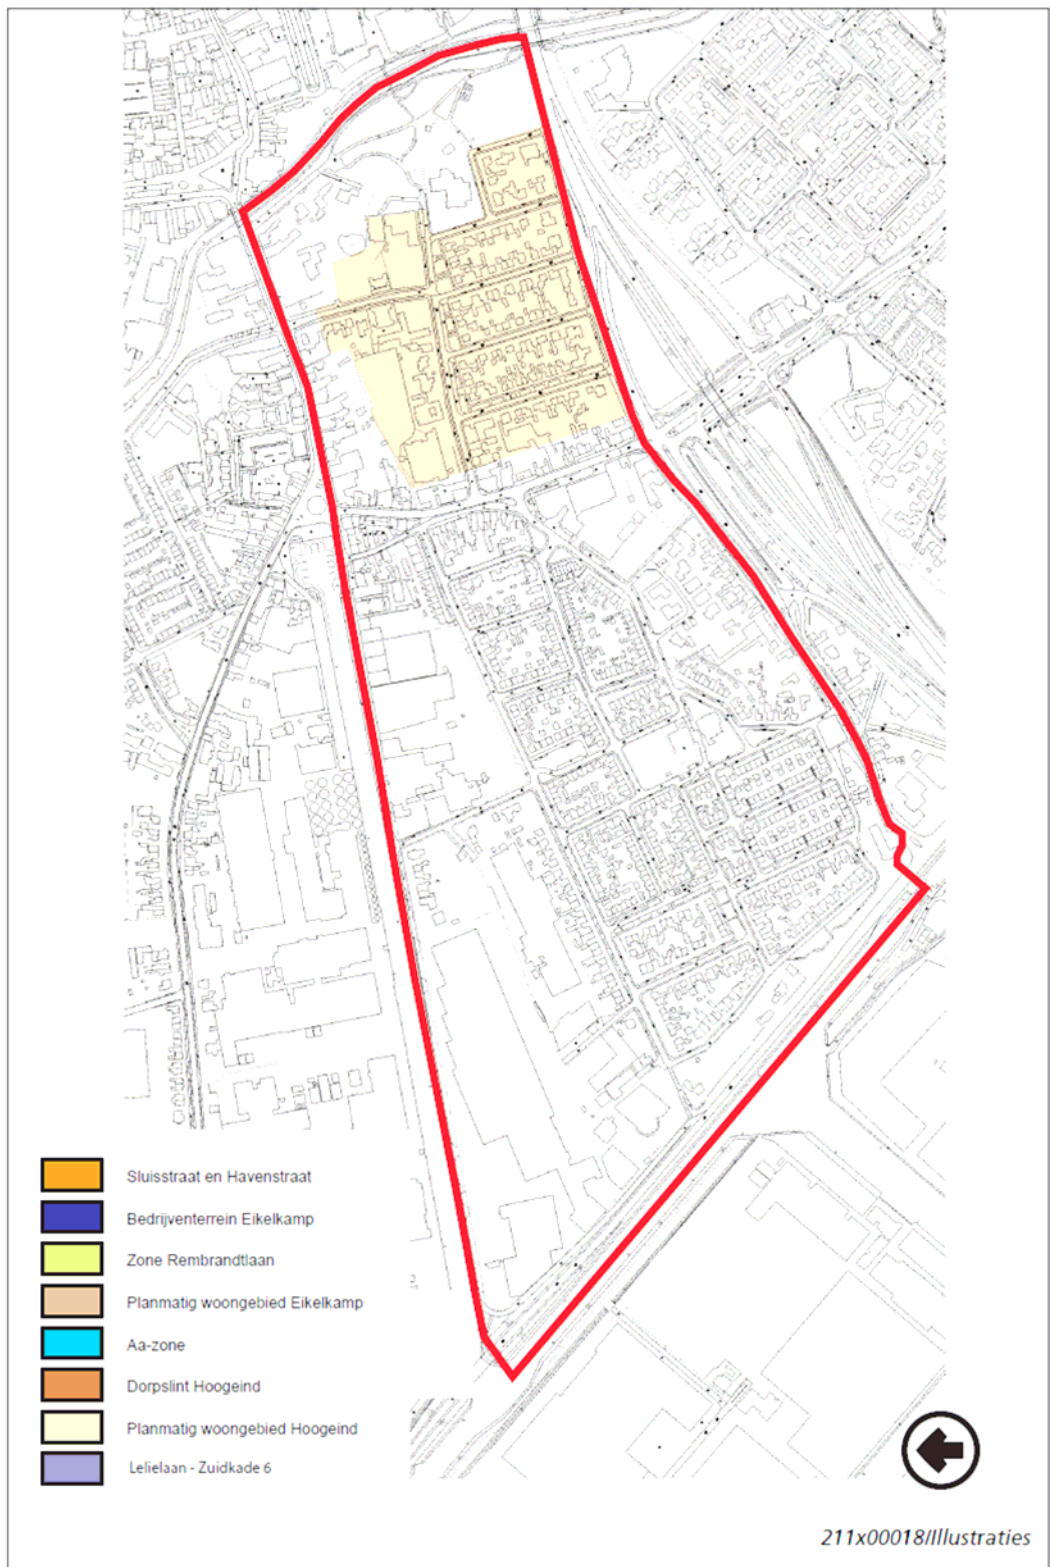 Sluisstraat en Havenstraat
Bedrijventerrein Eikelkamp
Zone Rembrandtlaan
Planmatig woongebied Eikelkamp
Aa-zone
Dorpslint Hoogeind
Planmatig woongebied Hoogeind
Lelielaan - Zuidkade 6
211x00018/Illustraties